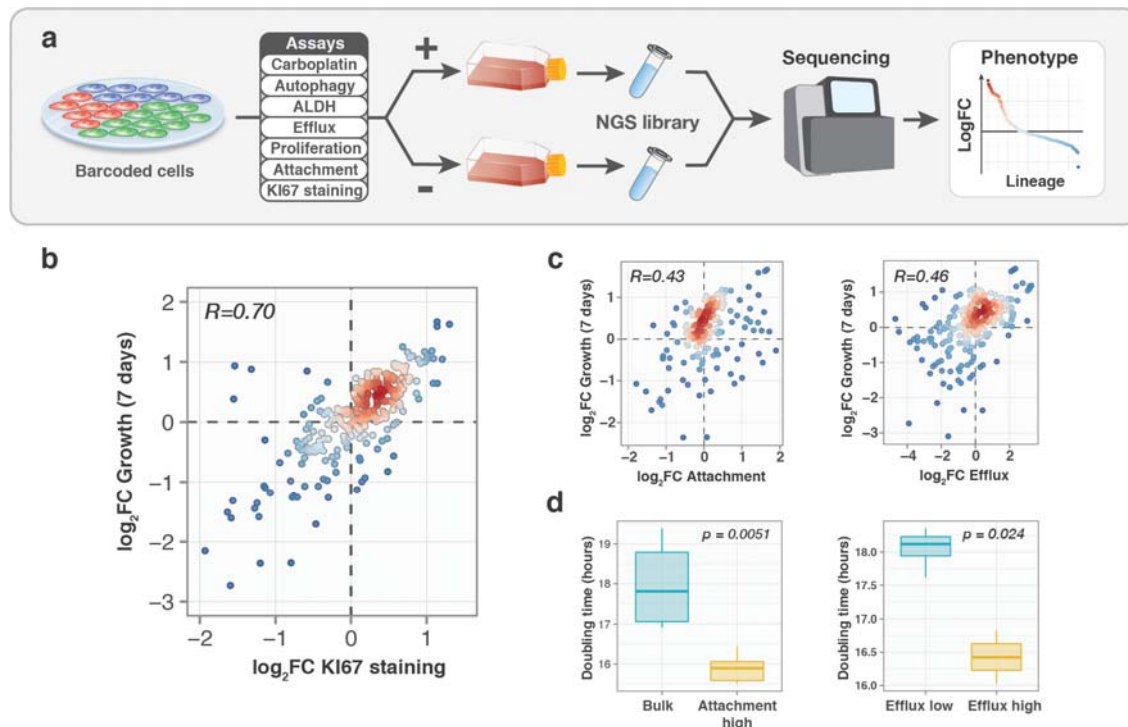 a
Assays
Carboplatin
Autophagy
ALDH
Efflux
Proliferation
Attachment
KI67 staining
Barcoded cells
+
−
NGS library
Sequencing
Phenotype
LogFC
Lineage
b
R=0.70
log₂FC Growth (7 days)
2
1
0
−1
−2
−3
−2
−1
0
1
log₂FC KI67 staining
c
R=0.43
log₂FC Growth (7 days)
1
0
−1
−2
−2
−1
0
1
2
log₂FC Attachment
R=0.46
log₂FC Growth (7 days)
1
0
−1
−2
−3
−4
−2
0
2
log₂FC Efflux
d
p = 0.0051
Doubling time (hours)
19
18
17
16
Bulk
Attachment
high
p = 0.024
Doubling time (hours)
18.0
17.5
17.0
16.5
16.0
Efflux low
Efflux high